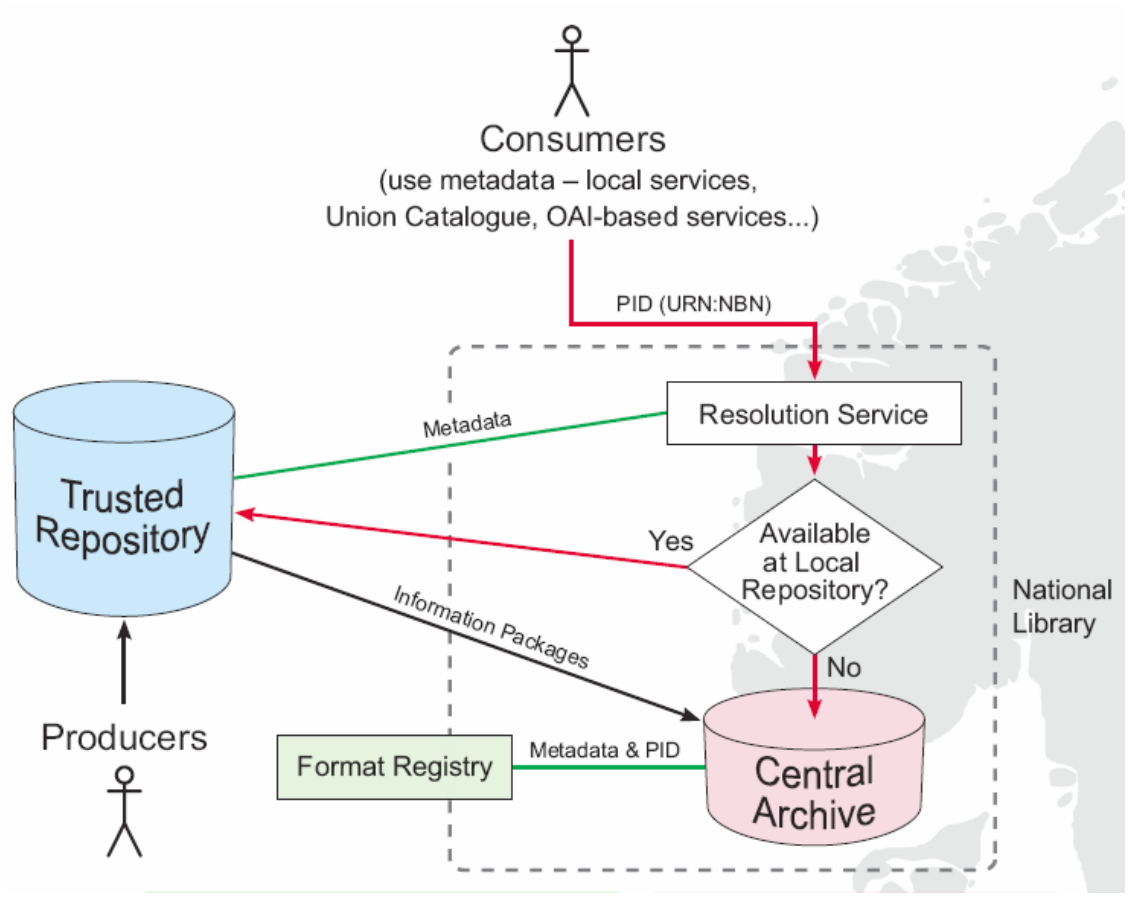 Consumers
(use metadata – local services,
Union Catalogue, OAI-based services...)
PID (URN:NBN)
Resolution Service
Metadata
Trusted
Repository
Yes
Available
at Local
Repository?
National
Library
Information Packages
No
Producers
Format Registry
Metadata & PID
Central
Archive